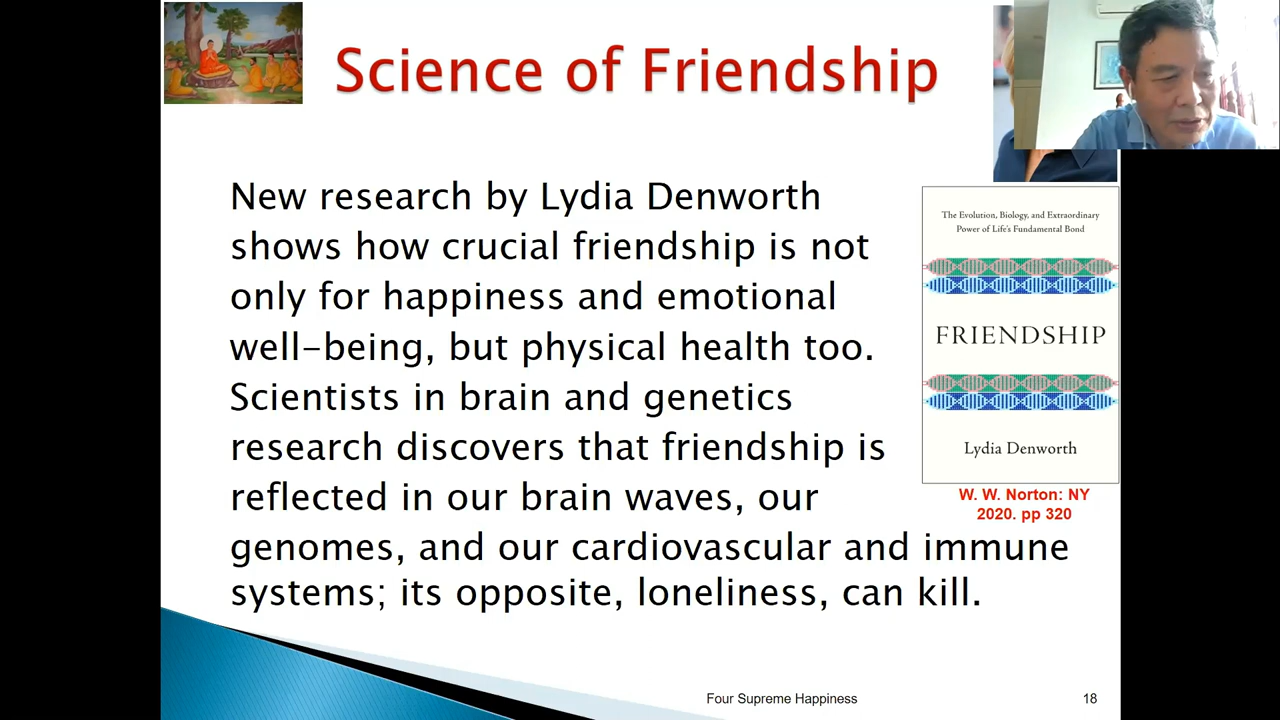 Science of Friendship
New research by Lydia Denworth
shows how crucial friendship is not
only for happiness and emotional
well-being, but physical health too.
Scientists in brain and genetics
research discovers that friendship is
reflected in our brain waves, our
genomes, and our cardiovascular and immune
systems; its opposite, loneliness, can kill.
The Evolution, Biology, and Extraordinary
Power of Life's Fundamental Bond
FRIENDSHIP
Lydia Denworth
W. W. Norton: NY
2020. pp 320
Four Supreme Happiness
18